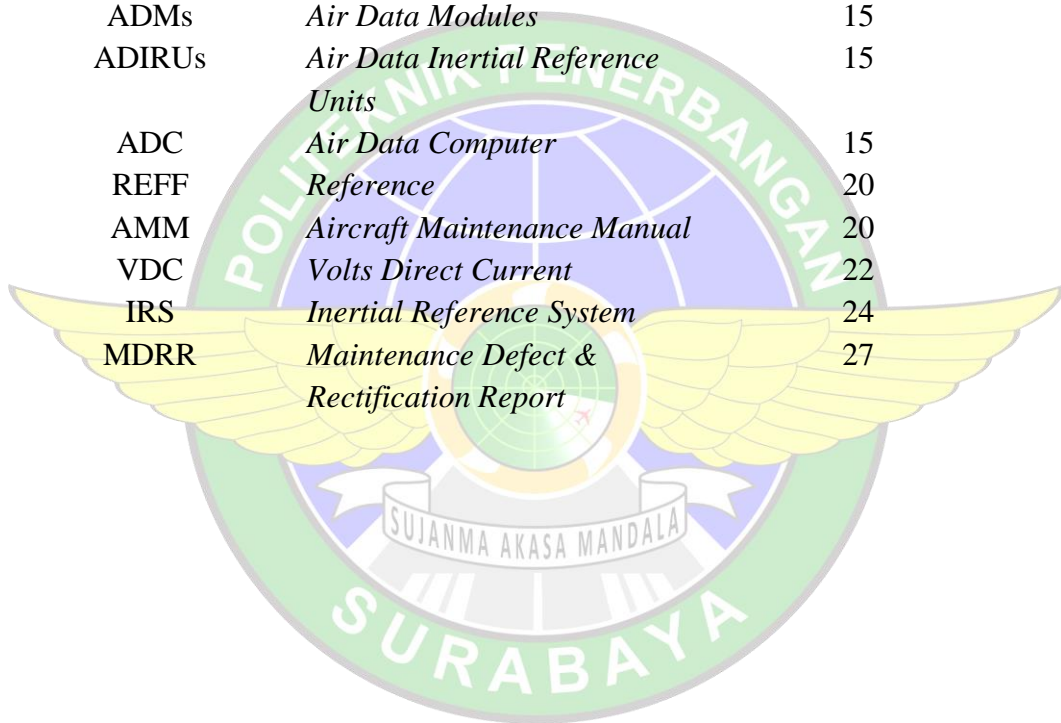 ADMs Air Data Modules 15
ADIRUs Air Data Inertial Reference 15
Units
ADC Air Data Computer 15
REFF Reference 20
AMM Aircraft Maintenance Manual 20
VDC Volts Direct Current 22
IRS Inertial Reference System 24
MDRR Maintenance Defect & 27
Rectification Report
POLITEKNIK PENERBANGAN
SUJANMA AKASA MANDALA
SURABAYA